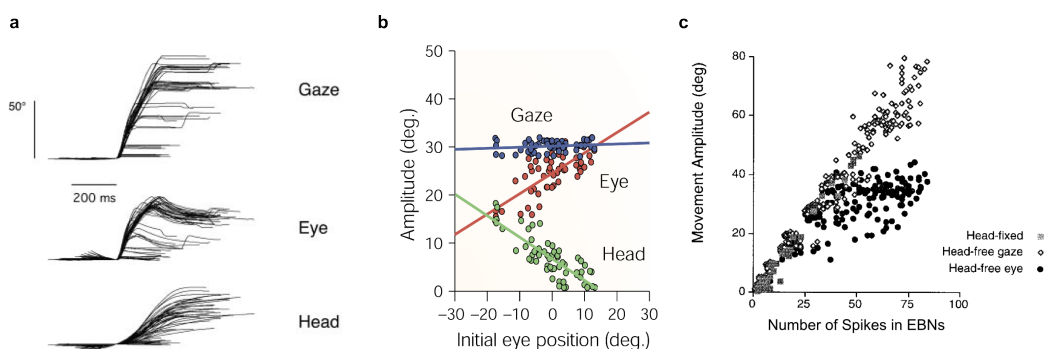 a
Gaze
50°
200 ms
Eye
Head
b
50
40
30
20
10
0
Amplitude (deg.)
Gaze
Eye
Head
–30 –20 –10 0 10 20 30
Initial eye position (deg.)
c
80
60
40
20
0
Movement Amplitude (deg)
Head-fixed
Head-free gaze
Head-free eye
0 25 50 75 100
Number of Spikes in EBNs